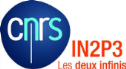 cnrs
IN2P3
Les deux infinis